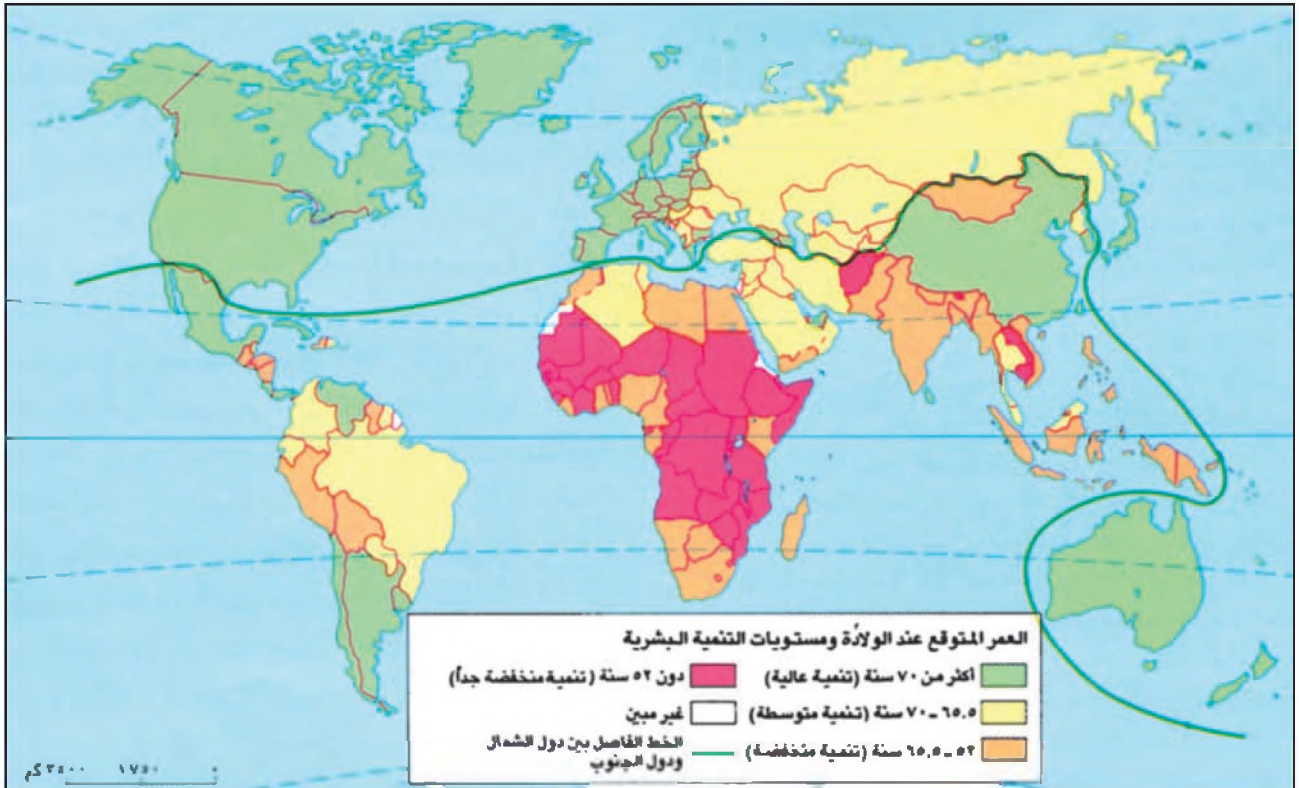 العمر المتوقع عند الولادة ومستويات التنمية البشرية
أكثر من ٧٠ سنة (تنمية عالية)
٦٥،٥ – ٧٠ سنة (تنمية متوسطة)
٥٢ – ٦٥،٥ سنة (تنمية منخفضة)
دون ٥٢ سنة (تنمية منخفضة جداً)
غير مبين
الخط الفاصل بين دول الشمال
ودول الجنوب
٠ ١٧٥٠ ٣٥٠٠ كم